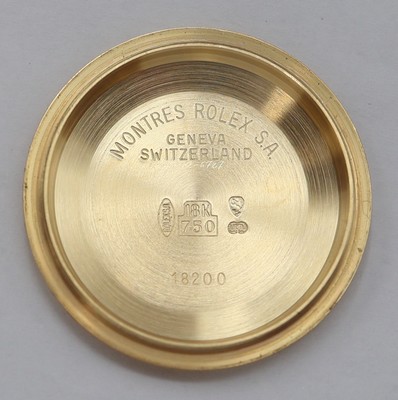 MONTRES ROLEX S.A.
GENEVA
SWITZERLAND
18K
750
18200